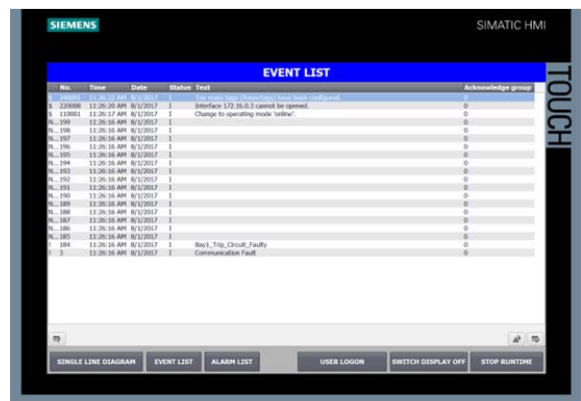 SIEMENS SIMATIC HMI
TOUCH
EVENT LIST
No. Time Date Status Text Acknowledge group
$ 240001 11:26:22 AM 8/1/2017 I Too many tags (PowerTags) have been configured. 0
$ 220008 11:26:20 AM 8/1/2017 I Interface 172.16.0.3 cannot be opened. 0
$ 110001 11:26:17 AM 8/1/2017 I Change to operating mode 'online'. 0
N... 199 11:26:16 AM 8/1/2017 I 0
N... 198 11:26:16 AM 8/1/2017 I 0
N... 197 11:26:16 AM 8/1/2017 I 0
N... 196 11:26:16 AM 8/1/2017 I 0
N... 195 11:26:16 AM 8/1/2017 I 0
N... 194 11:26:16 AM 8/1/2017 I 0
N... 193 11:26:16 AM 8/1/2017 I 0
N... 192 11:26:16 AM 8/1/2017 I 0
N... 191 11:26:16 AM 8/1/2017 I 0
N... 190 11:26:16 AM 8/1/2017 I 0
N... 189 11:26:16 AM 8/1/2017 I 0
N... 188 11:26:16 AM 8/1/2017 I 0
N... 187 11:26:16 AM 8/1/2017 I 0
N... 186 11:26:16 AM 8/1/2017 I 0
N... 185 11:26:16 AM 8/1/2017 I 0
! 184 11:26:16 AM 8/1/2017 I Bay1_Trip_Circuit_Faulty 0
! 3 11:26:16 AM 8/1/2017 I Communication Fault 0
SINGLE LINE DIAGRAM EVENT LIST ALARM LIST USER LOGON SWITCH DISPLAY OFF STOP RUNTIME